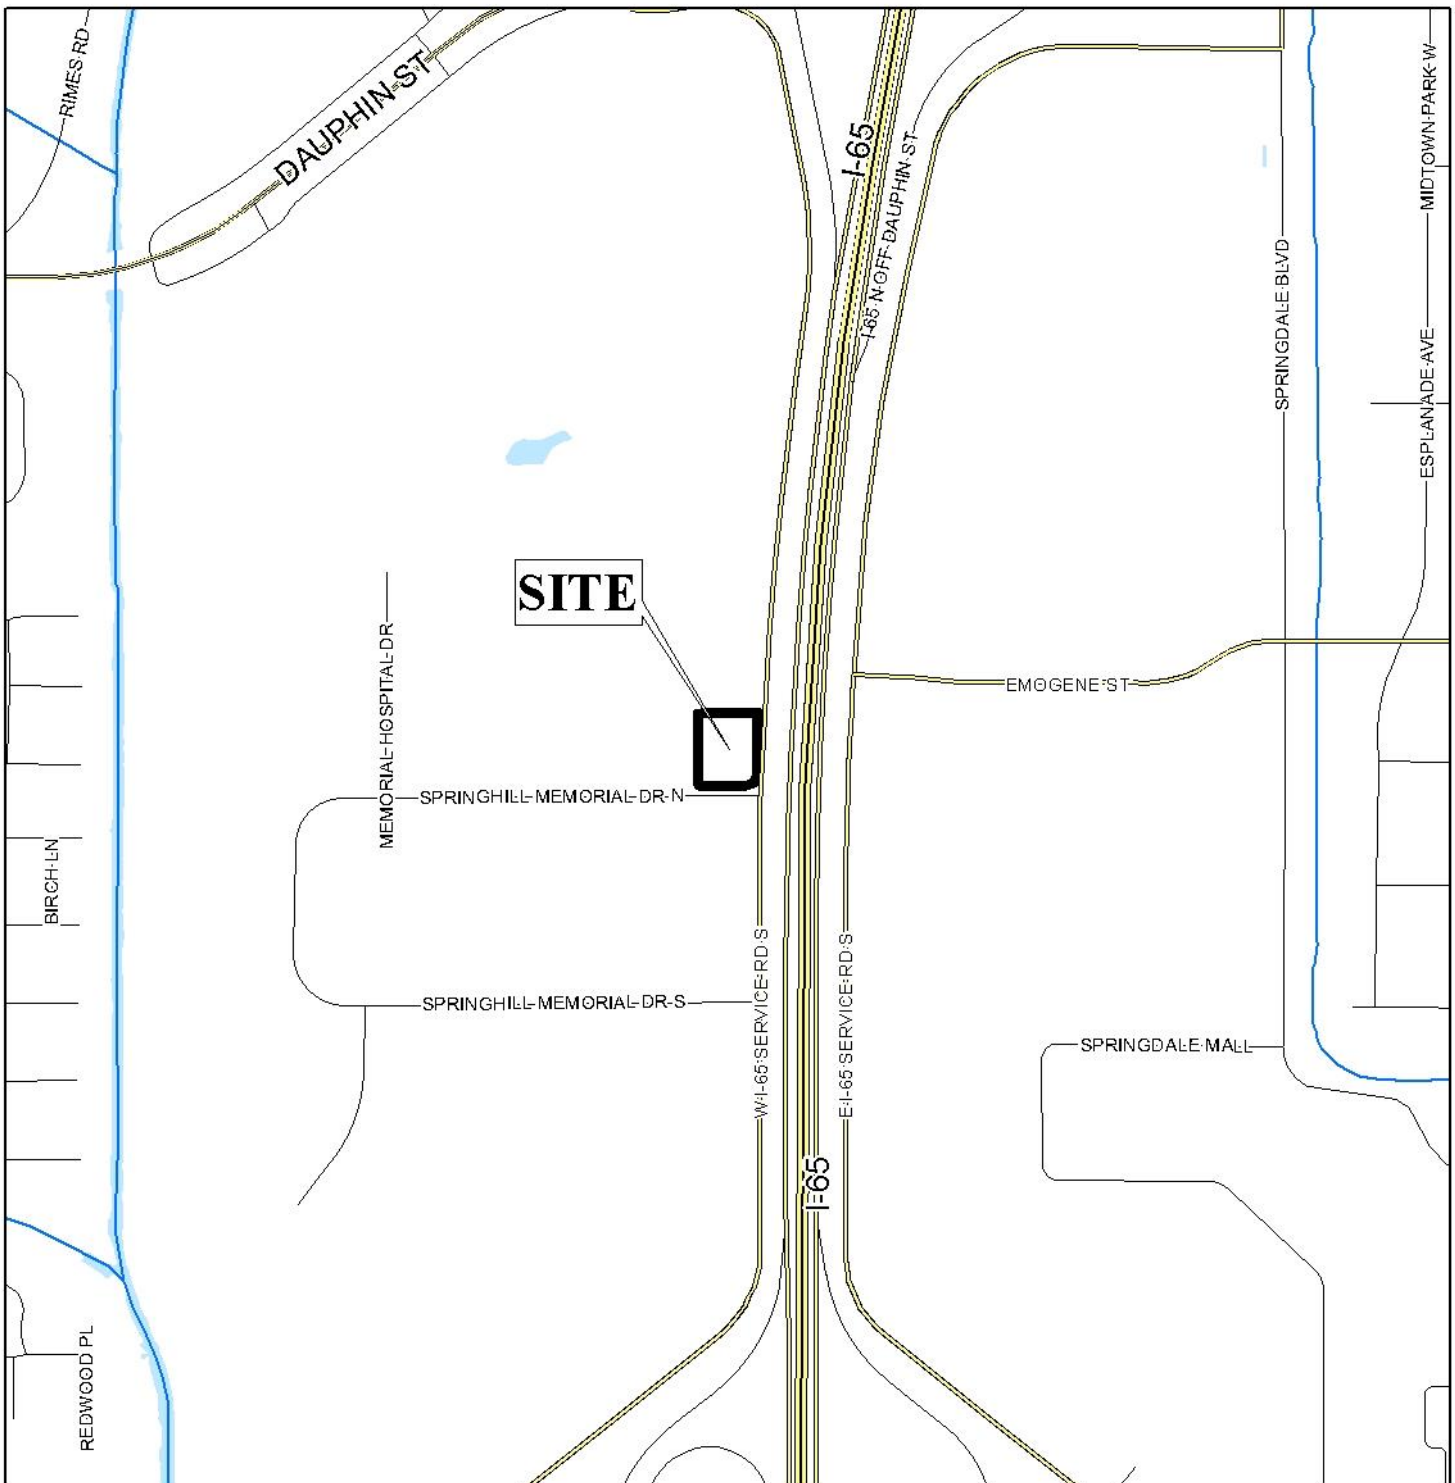 RIMES RD
DAUPHIN ST
I-65
I-65 N OFF DAUPHIN ST
SPRINGDALE BLVD
MIDTOWN PARK W
ESPLANADE AVE
SITE
MEMORIAL HOSPITAL DR
EMOGENE ST
SPRINGHILL MEMORIAL DR N
BIRCH LN
SPRINGHILL MEMORIAL DR S
W I-65 SERVICE RD S
E I-65 SERVICE RD S
SPRINGDALE MALL
I-65
REDWOOD PL